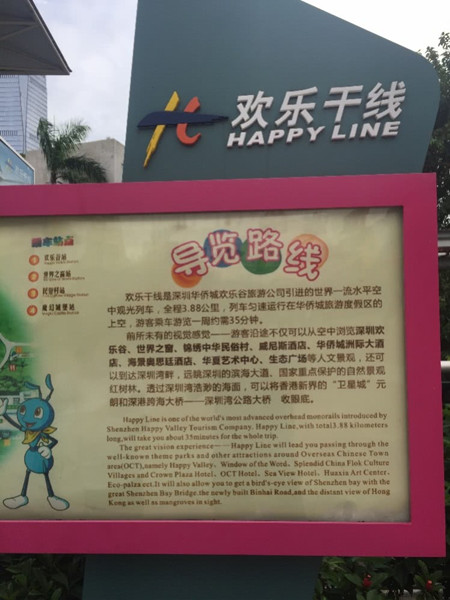 欢乐干线
HAPPY LINE
导览路线
欢乐干线是深圳华侨城欢乐谷旅游公司引进的世界一流水平空
中观光列车，全程3.88公里，列车匀速运行在华侨城旅游度假区的
上空，游客乘车游览一周约需35分钟。
前所未有的视觉感觉——游客沿途不仅可以从空中浏览深圳欢
乐谷、世界之窗、锦绣中华民俗村、威尼斯酒店、华侨城洲际大酒
店、海景奥思廷酒店、华夏艺术中心、生态广场等人文景观，还可
以到达深圳湾畔，远眺深圳的滨海大道、国家重点保护的自然景观
红树林。透过深圳湾浩渺的海面，可以将香港新界的“卫星城”元
朗和深港跨海大桥——深圳湾公路大桥 收眼底。
Happy Line is one of the world's most advanced overhead monorails introduced by
Shenzhen Happy Valley Tourism Company. Happy Line, with total3.88 kilometers
long,will take you about 35minutes for the whole trip.
The great vision experience—— Happy Line will lead you passing through the
well-known theme parks and other attractions around Overseas Chinese Town
area(OCT),namely Happy Valley、Window of the Word、Splendid China Flok Culture
Villages and Crown Plaza Hotel、OCT Hotel、Sea View Hotel、Huaxia Art Center、
Eco-palza ect.It will also allow you to get a bird's-eye view of Shenzhen bay with the
great Shenzhen Bay Bridge,the newly built Binhai Road,and the distant view of Hong
Kong as well as mangroves in sight.